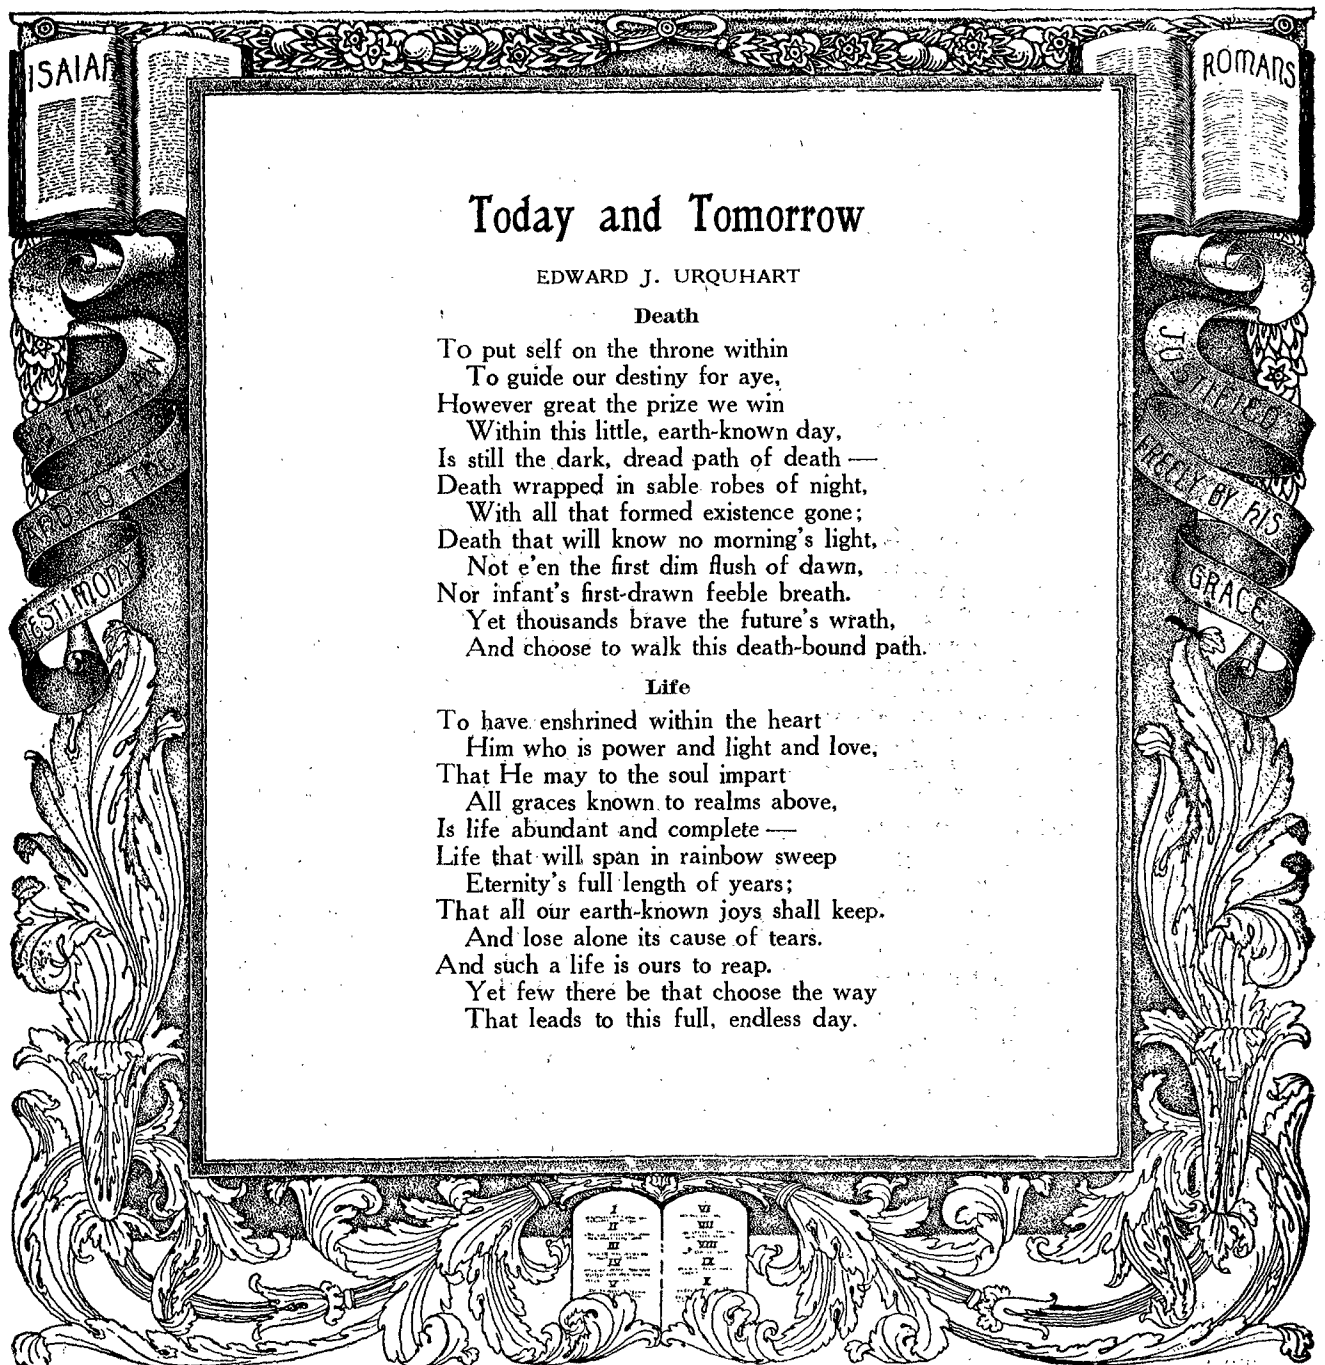 ISAIAH
ROMANS
Today and Tomorrow
EDWARD J. URQUHART
Death
To put self on the throne within
To guide our destiny for aye,
However great the prize we win
Within this little, earth-known day,
Is still the dark, dread path of death —
Death wrapped in sable robes of night,
With all that formed existence gone;
Death that will know no morning's light,
Not e'en the first dim flush of dawn,
Nor infant's first-drawn feeble breath.
Yet thousands brave the future's wrath,
And choose to walk this death-bound path.
Life
To have enshrined within the heart
Him who is power and light and love,
That He may to the soul impart
All graces known to realms above,
Is life abundant and complete —
Life that will span in rainbow sweep
Eternity's full length of years;
That all our earth-known joys shall keep.
And lose alone its cause of tears.
And such a life is ours to reap.
Yet few there be that choose the way
That leads to this full, endless day.
TO THE LAW
AND TO THE
TESTIMONY
JUSTIFIED
FREELY BY HIS
GRACE
I
II
III
IV
V
VI
VII
VIII
IX
X